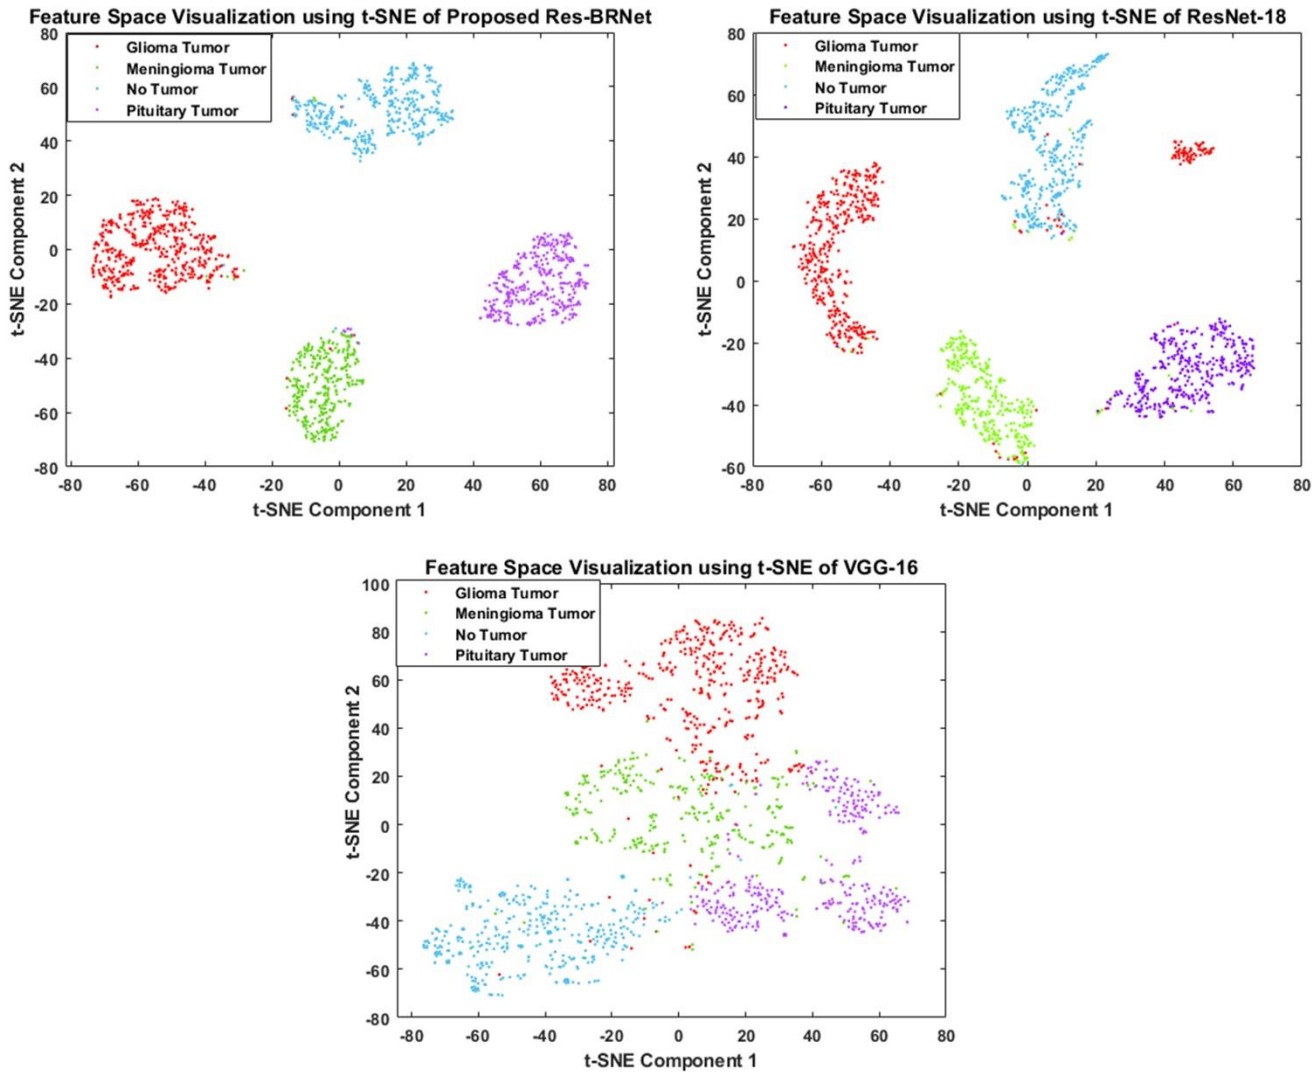 Feature Space Visualization using t-SNE of Proposed Res-BRNet
80
60
40
20
0
-20
-40
-60
-80
t-SNE Component 2
Glioma Tumor
Meningioma Tumor
No Tumor
Pituitary Tumor
-80 -60 -40 -20 0 20 40 60 80
t-SNE Component 1
Feature Space Visualization using t-SNE of ResNet-18
80
60
40
20
0
-20
-40
-60
t-SNE Component 2
Glioma Tumor
Meningioma Tumor
No Tumor
Pituitary Tumor
-80 -60 -40 -20 0 20 40 60 80
t-SNE Component 1
Feature Space Visualization using t-SNE of VGG-16
100
80
60
40
20
0
-20
-40
-60
-80
t-SNE Component 2
Glioma Tumor
Meningioma Tumor
No Tumor
Pituitary Tumor
-80 -60 -40 -20 0 20 40 60 80
t-SNE Component 1